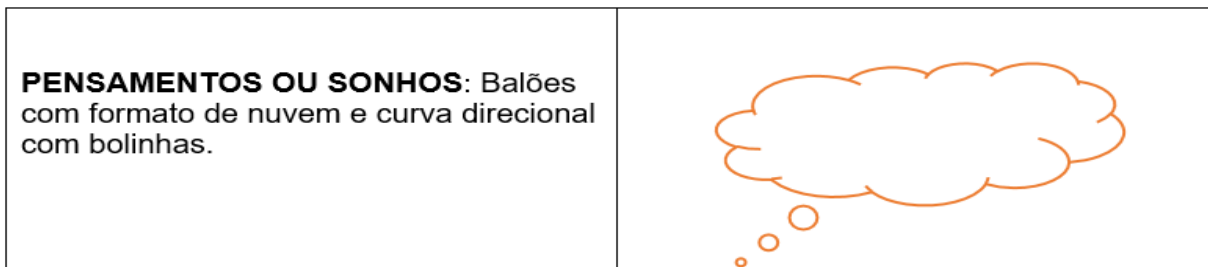 PENSAMENTOS OU SONHOS: Balões
com formato de nuvem e curva direcional
com bolinhas.